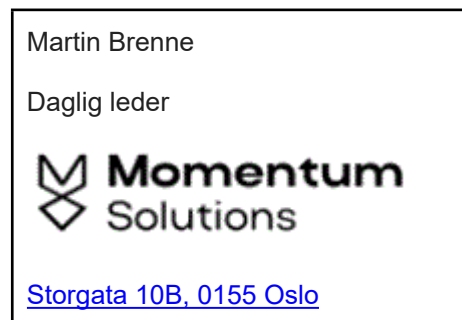 Martin Brenne
Daglig leder
Momentum
Solutions
Storgata 10B, 0155 Oslo